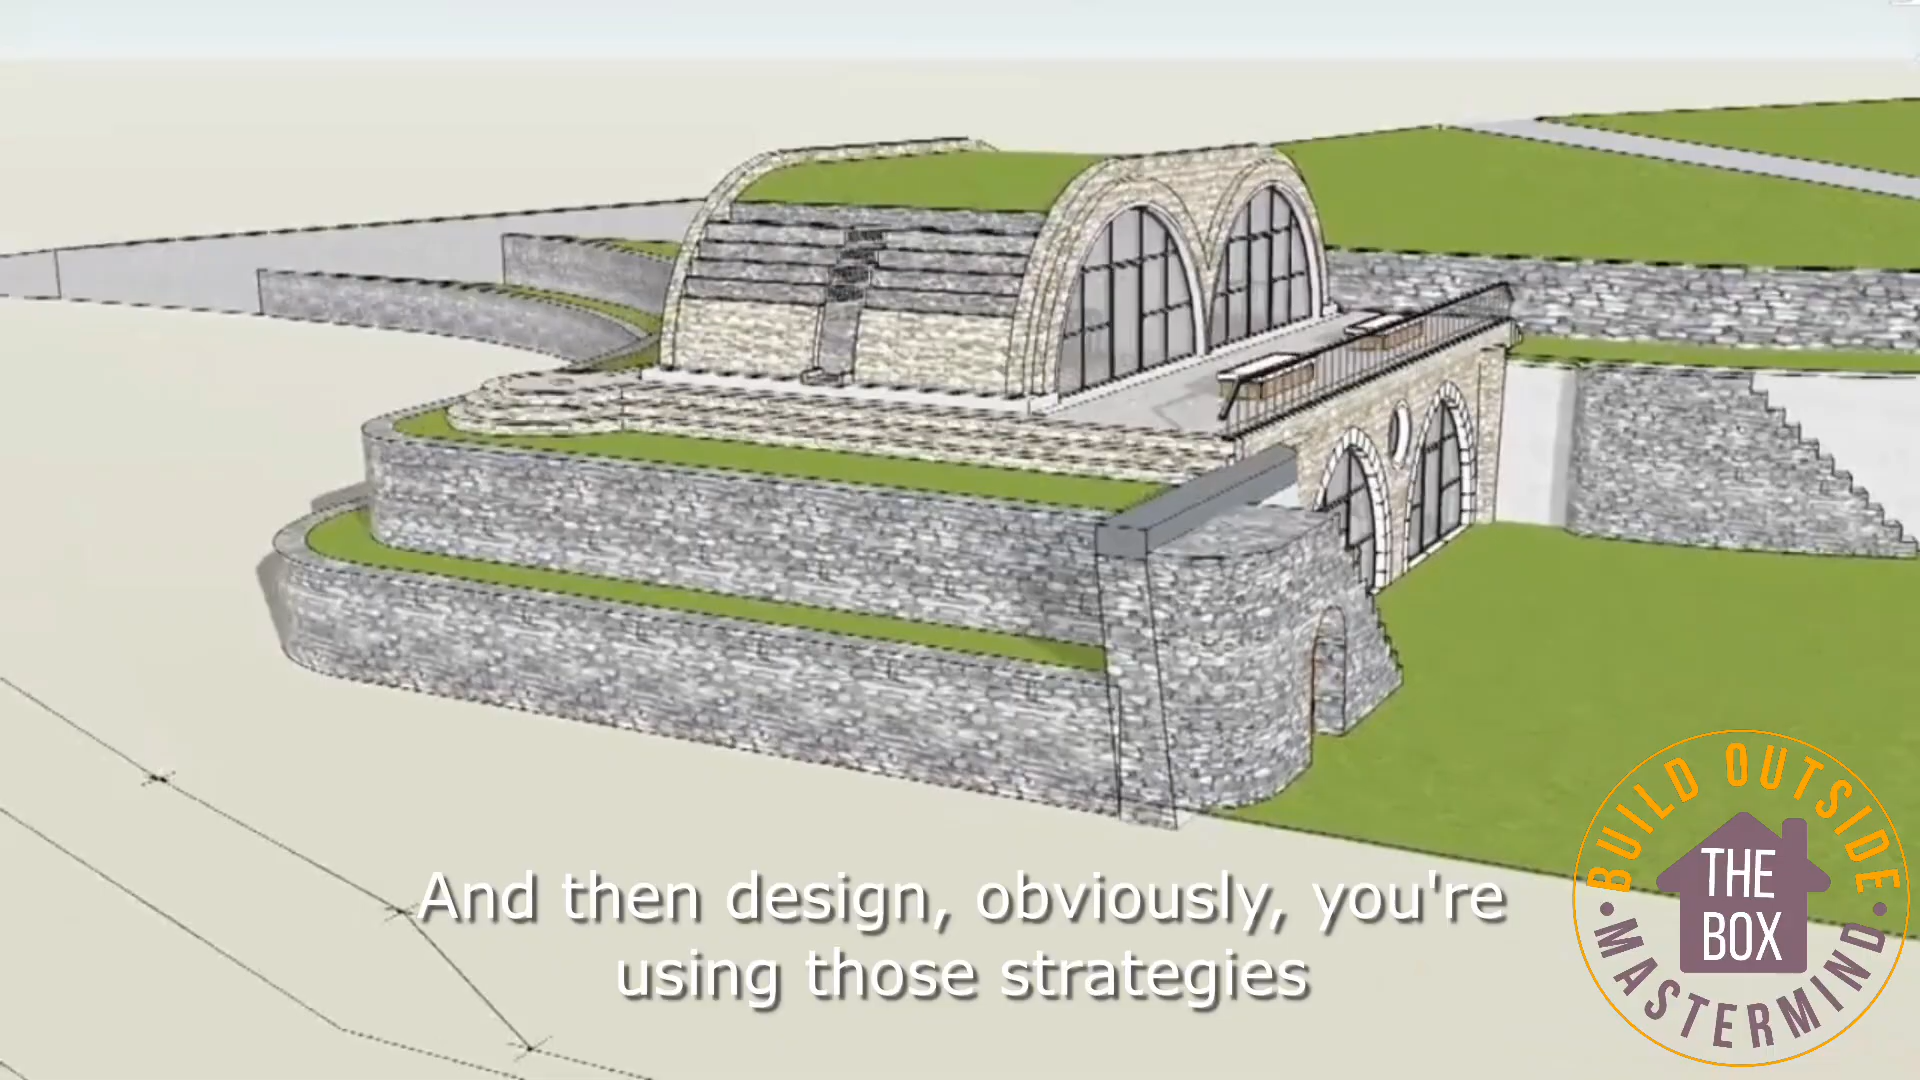 And then design, obviously, you're
using those strategies
BUILD OUTSIDE
THE
BOX
MASTERMIND